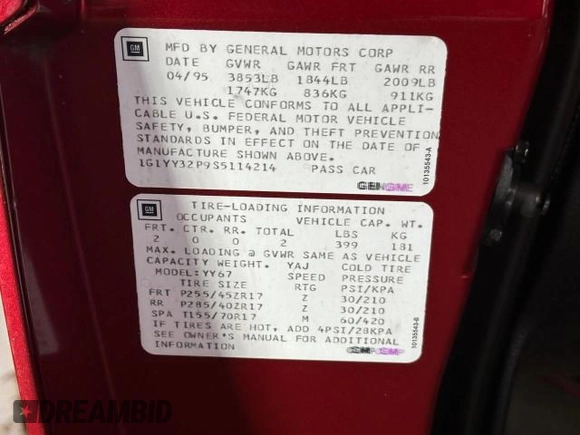 GM
MFD BY GENERAL MOTORS CORP
DATE GVWR GAWR FRT GAWR RR
04/95 3853LB 1844LB 2009LB
1747KG 836KG 911KG
THIS VEHICLE CONFORMS TO ALL APPLI-
CABLE U.S. FEDERAL MOTOR VEHICLE
SAFETY, BUMPER, AND THEFT PREVENTION
STANDARDS IN EFFECT ON THE DATE OF
MANUFACTURE SHOWN ABOVE.
1G1YY32P9S5114214 PASS CAR
10135543-A
GM
TIRE-LOADING INFORMATION
OCCUPANTS VEHICLE CAP. WT.
FRT. CTR. RR. TOTAL LBS KG
2 0 0 2 399 181
MAX. LOADING @ GVWR SAME AS VEHICLE
CAPACITY WEIGHT. YAJ COLD TIRE
MODEL:YY67 SPEED PRESSURE
TIRE SIZE RTG PSI/KPA
FRT P255/45ZR17 Z 30/210
RR P285/40ZR17 Z 30/210
SPA T155/70R17 M 60/420
IF TIRES ARE HOT, ADD 4PSI/28KPA
SEE OWNER'S MANUAL FOR ADDITIONAL
INFORMATION
10135543-B
DREAMBID